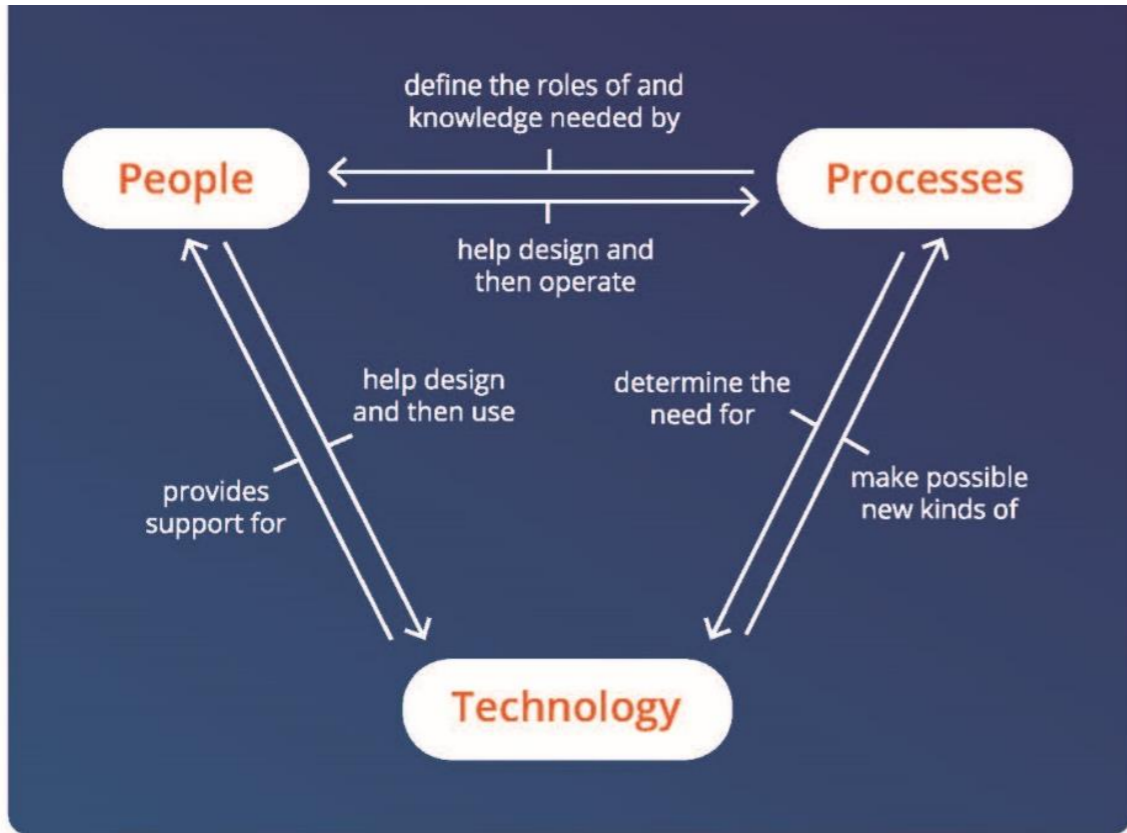 define the roles of and
knowledge needed by
People
Processes
help design and
then operate
help design
and then use
determine the
need for
provides
support for
make possible
new kinds of
Technology